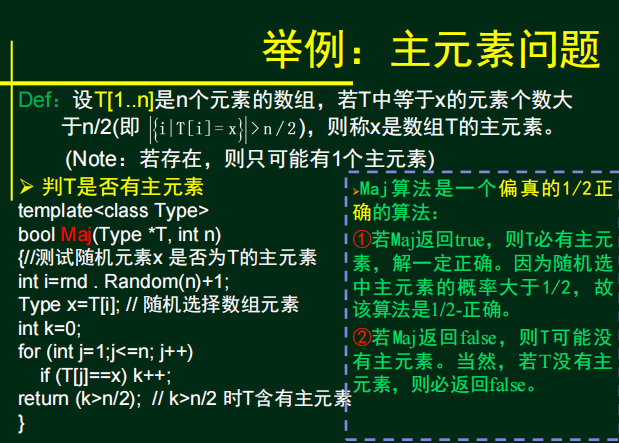 举例：主元素问题
Def：设T[1..n]是n个元素的数组，若T中等于x的元素个数大
于n/2(即 |{i|T[i]=x}|>n/2)，则称x是数组T的主元素。
(Note：若存在，则只可能有1个主元素)
➢ 判T是否有主元素
template<class Type>
bool Maj(Type *T, int n)
{//测试随机元素x 是否为T的主元素
int i=rnd . Random(n)+1;
Type x=T[i]; // 随机选择数组元素
int k=0;
for (int j=1;j<=n; j++)
if (T[j]==x) k++;
return (k>n/2); // k>n/2 时T含有主元素
}
➢Maj算法是一个偏真的1/2正
确的算法：
①若Maj返回true，则T必有主元
素，解一定正确。因为随机选
中主元素的概率大于1/2，故
该算法是1/2-正确。
②若Maj返回false，则T可能没
有主元素。当然，若T没有主
元素，则必返回false。